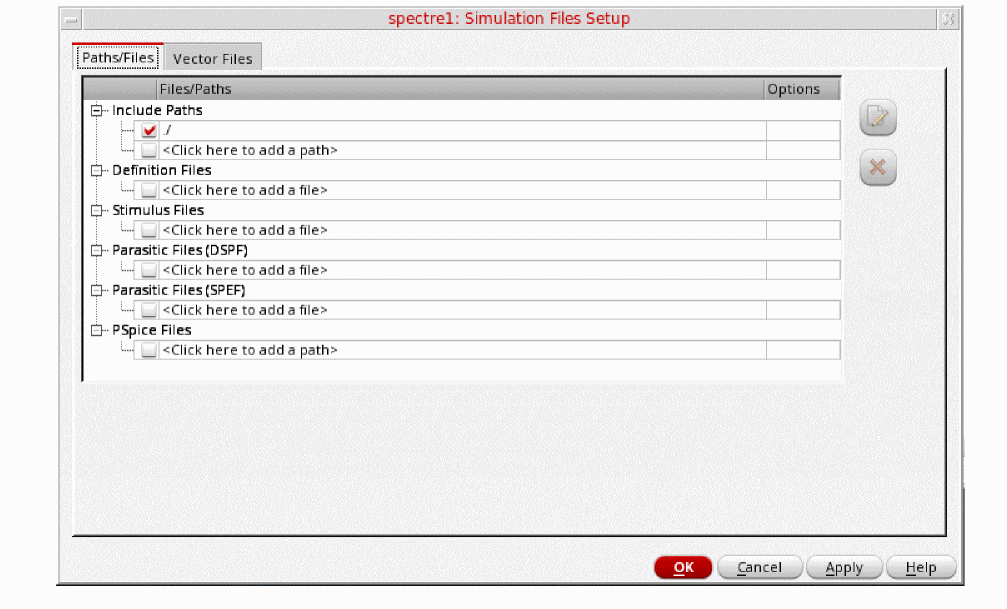 spectre1: Simulation Files Setup
Paths/Files Vector Files
Files/Paths Options
Include Paths
./
<Click here to add a path>
Definition Files
<Click here to add a file>
Stimulus Files
<Click here to add a file>
Parasitic Files (DSPF)
<Click here to add a file>
Parasitic Files (SPEF)
<Click here to add a file>
PSpice Files
<Click here to add a path>
OK Cancel Apply Help